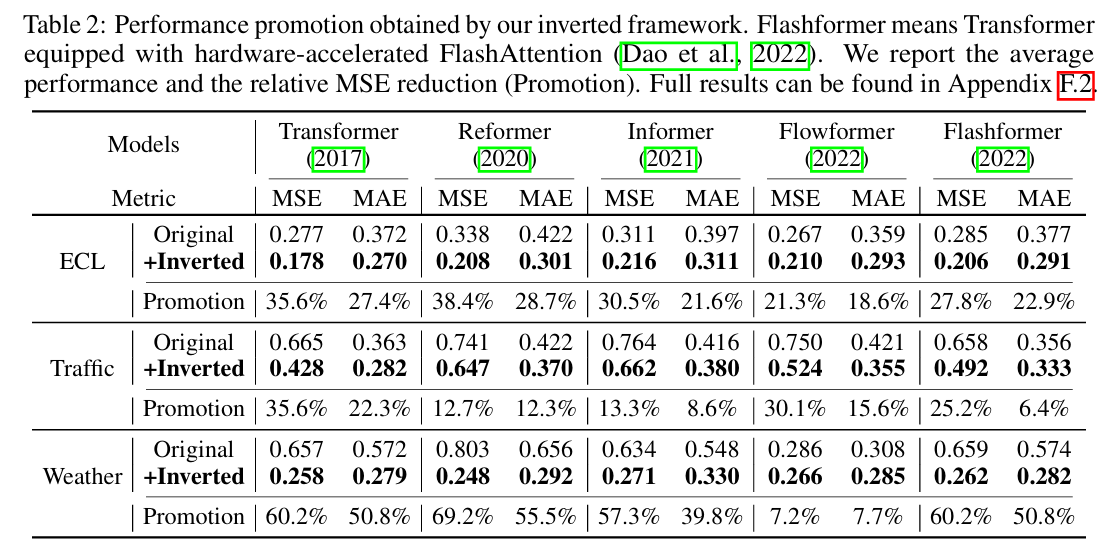 Table 2: Performance promotion obtained by our inverted framework. Flashformer means Transformer
equipped with hardware-accelerated FlashAttention (Dao et al., 2022). We report the average
performance and the relative MSE reduction (Promotion). Full results can be found in Appendix F.2.
Models Transformer Reformer Informer Flowformer Flashformer
(2017) (2020) (2021) (2022) (2022)
Metric MSE MAE MSE MAE MSE MAE MSE MAE MSE MAE
Original 0.277 0.372 0.338 0.422 0.311 0.397 0.267 0.359 0.285 0.377
ECL +Inverted 0.178 0.270 0.208 0.301 0.216 0.311 0.210 0.293 0.206 0.291
Promotion 35.6% 27.4% 38.4% 28.7% 30.5% 21.6% 21.3% 18.6% 27.8% 22.9%
Original 0.665 0.363 0.741 0.422 0.764 0.416 0.750 0.421 0.658 0.356
Traffic +Inverted 0.428 0.282 0.647 0.370 0.662 0.380 0.524 0.355 0.492 0.333
Promotion 35.6% 22.3% 12.7% 12.3% 13.3% 8.6% 30.1% 15.6% 25.2% 6.4%
Original 0.657 0.572 0.803 0.656 0.634 0.548 0.286 0.308 0.659 0.574
Weather +Inverted 0.258 0.279 0.248 0.292 0.271 0.330 0.266 0.285 0.262 0.282
Promotion 60.2% 50.8% 69.2% 55.5% 57.3% 39.8% 7.2% 7.7% 60.2% 50.8%